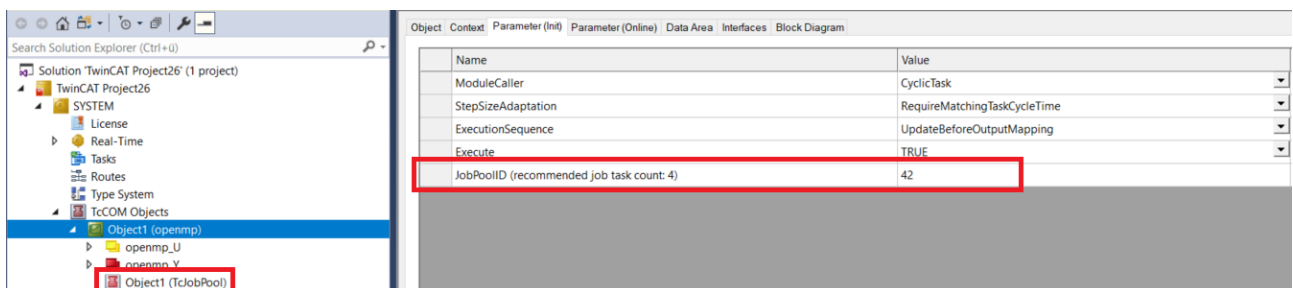 Search Solution Explorer (Ctrl+ü)
Solution 'TwinCAT Project26' (1 project)
TwinCAT Project26
SYSTEM
License
Real-Time
Tasks
Routes
Type System
TcCOM Objects
Object1 (openmp)
openmp_U
openmp_Y
Object1 (TcJobPool)
Object Context Parameter (Init) Parameter (Online) Data Area Interfaces Block Diagram
Name Value
ModuleCaller CyclicTask
StepSizeAdaptation RequireMatchingTaskCycleTime
ExecutionSequence UpdateBeforeOutputMapping
Execute TRUE
JobPoolID (recommended job task count: 4) 42